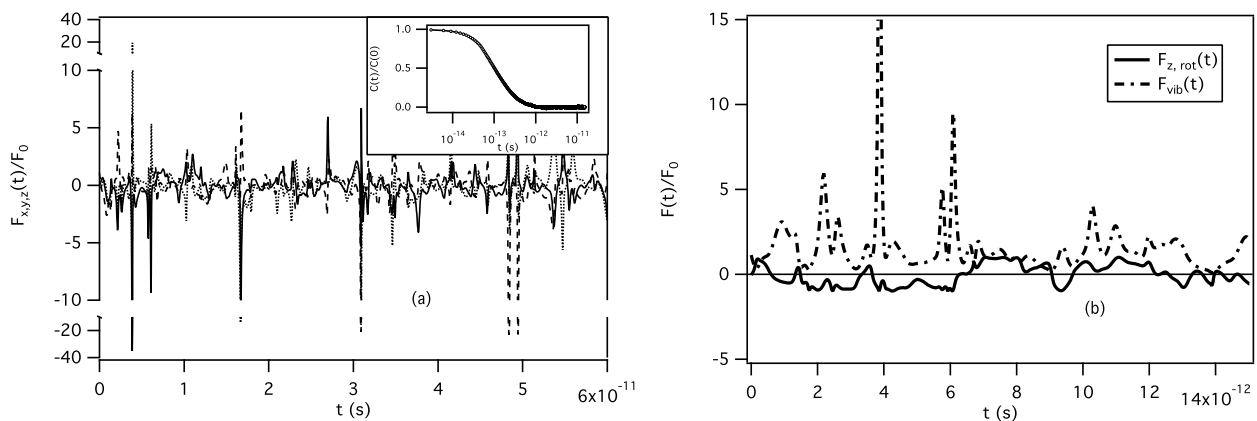 F_{x,y,z}(t)/F_0
40
20
10
5
0
-5
-10
-20
-40
0
1
2
3
4
5
6x10^{-11}
t (s)
(a)
C(t)/C(0)
1.0
0.5
0.0
10^{-14}
10^{-13}
10^{-12}
10^{-11}
t (s)
F(t)/F_0
15
10
5
0
-5
0
2
4
6
8
10
12
14x10^{-12}
t (s)
F_{z, rot}(t)
F_{vib}(t)
(b)